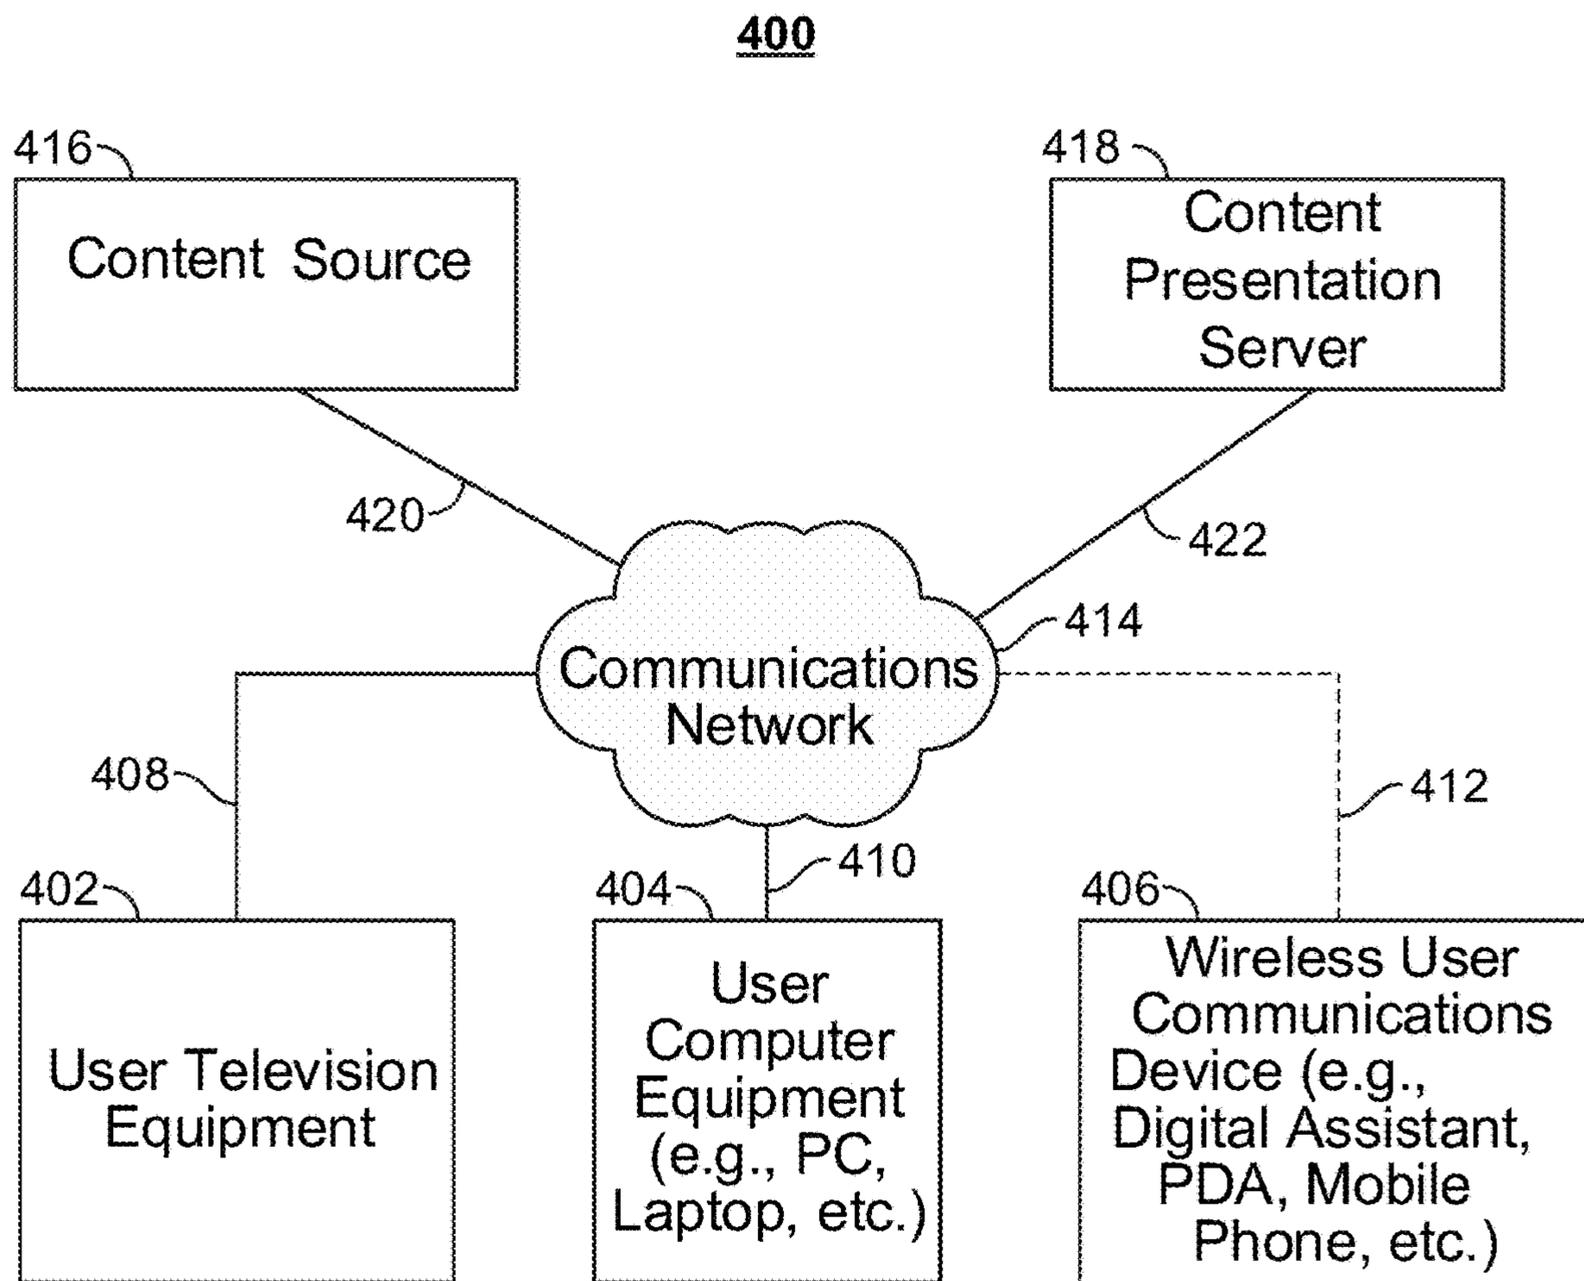 400
416
Content Source
418
Content
Presentation
Server
420
422
414
Communications
Network
408
412
410
402
User Television
Equipment
404
User
Computer
Equipment
(e.g., PC,
Laptop, etc.)
406
Wireless User
Communications
Device (e.g.,
Digital Assistant,
PDA, Mobile
Phone, etc.)